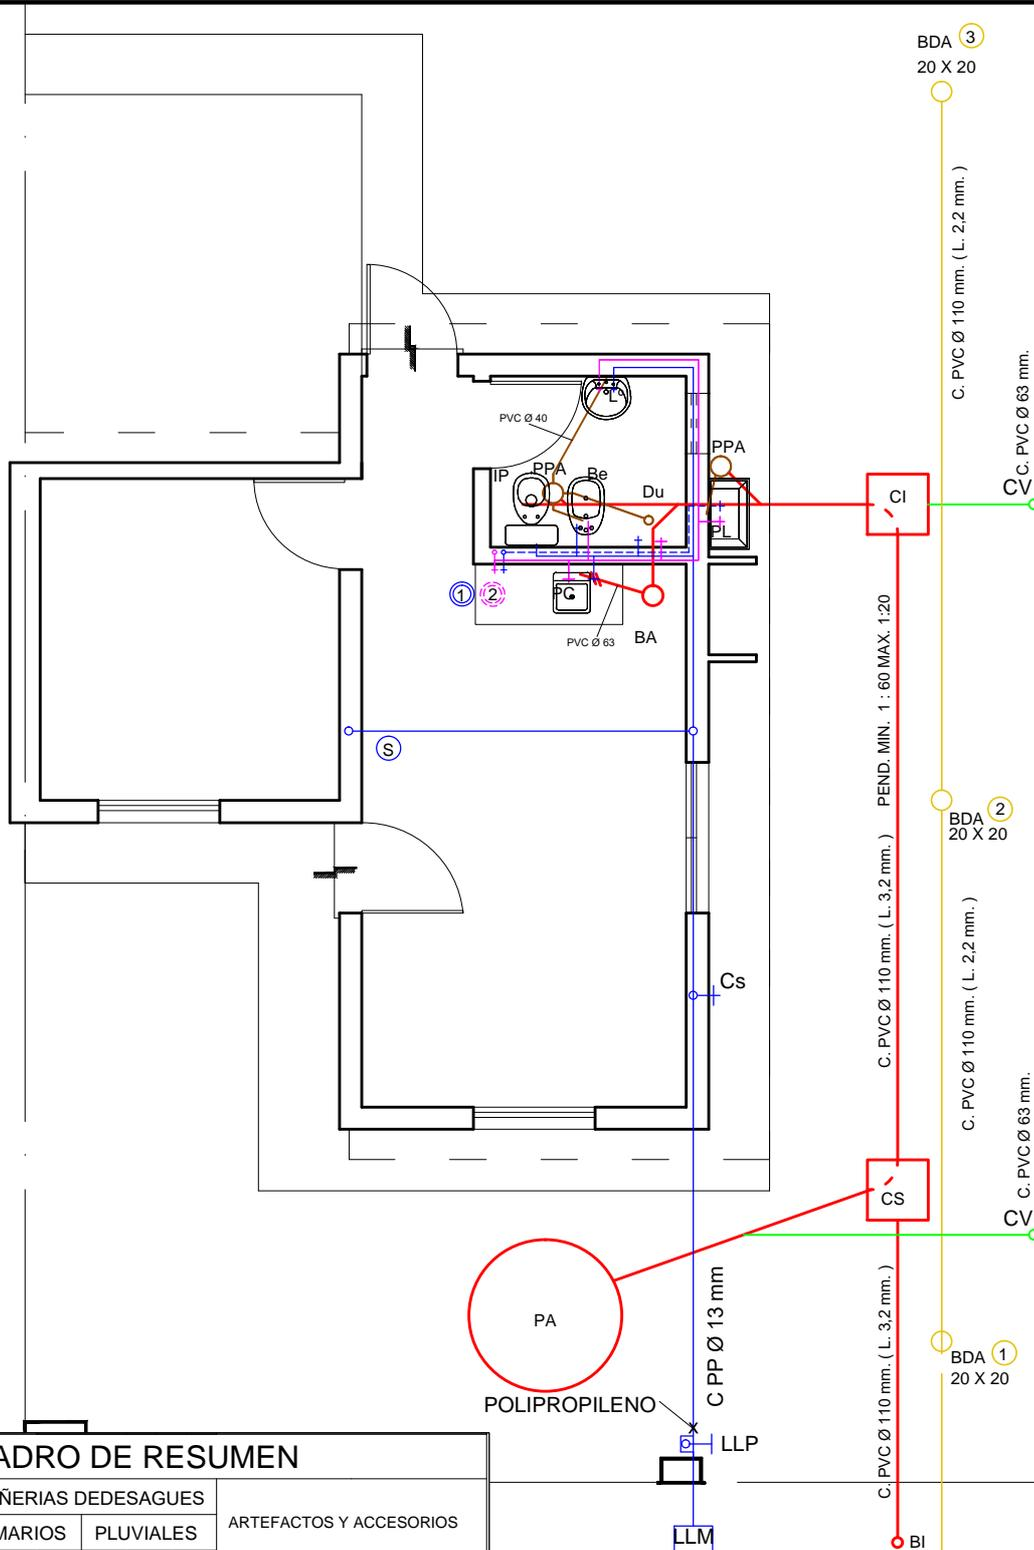 BDA 3
20 X 20
C. PVC Ø 110 mm. ( L. 2,2 mm. )
C. PVC Ø 63 mm.
CV
PVC Ø 40
L
IP
PPA
Be
Du
PPA
PL
CI
1
2
PC
PVC Ø 63
BA
PEND. MIN. 1 : 60 MAX. 1:20
C. PVC Ø 110 mm. ( L. 3,2 mm. )
S
BDA 2
20 X 20
C. PVC Ø 110 mm. ( L. 2,2 mm. )
Cs
C. PVC Ø 63 mm.
CV
CS
PA
C PP Ø 13 mm
C. PVC Ø 110 mm. ( L. 3,2 mm. )
BDA 1
20 X 20
POLIPROPILENO
X
LLP
LLM
BI
ADRO DE RESUMEN
ÑERIAS DEDESAGUES
MARIOS
PLUVIALES
ARTEFACTOS Y ACCESORIOS